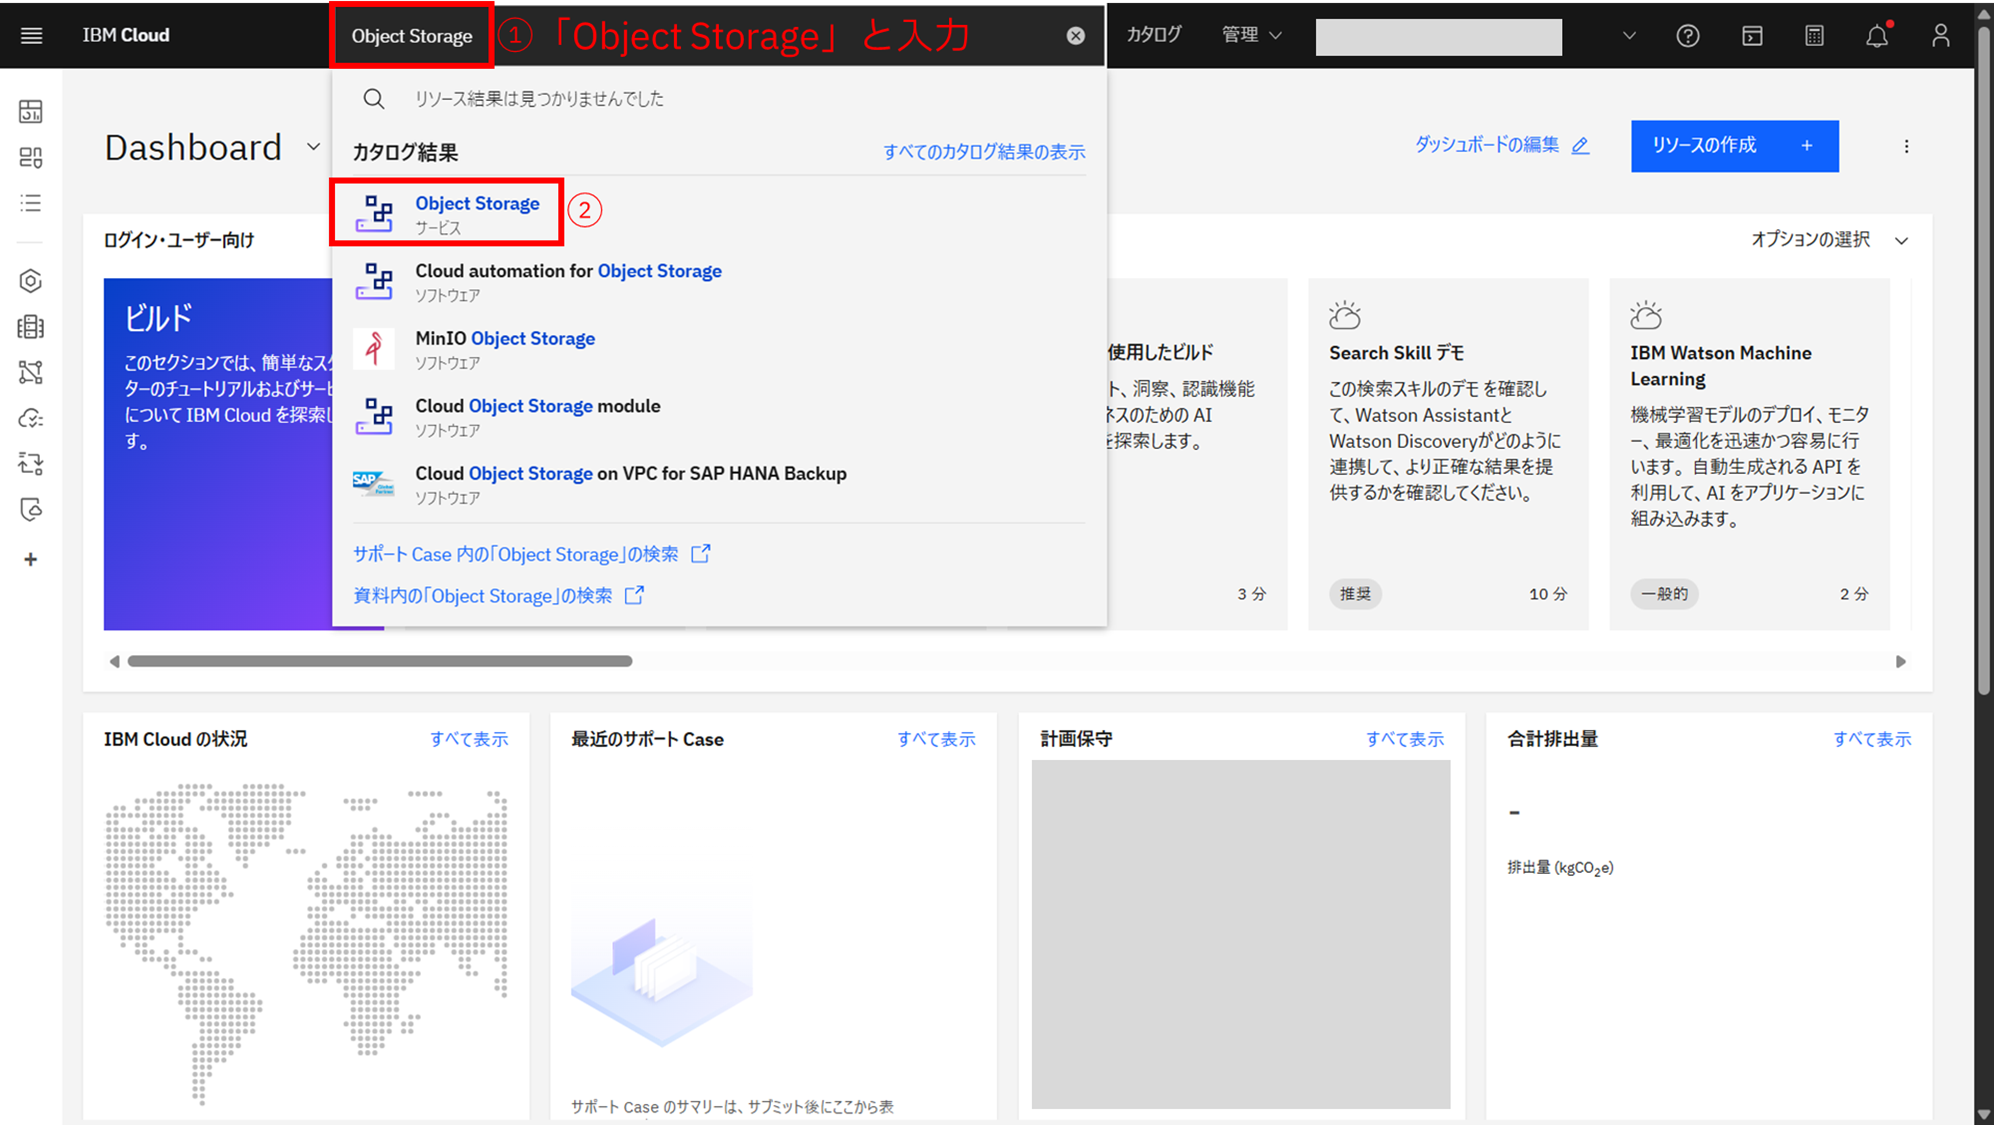 IBM Cloud
Object Storage
①「Object Storage」と入力
カタログ
管理
リソース結果は見つかりませんでした
カタログ結果
すべてのカタログ結果の表示
Object Storage
サービス
②
Cloud automation for Object Storage
ソフトウェア
MinIO Object Storage
ソフトウェア
Cloud Object Storage module
ソフトウェア
SAP
Cloud Object Storage on VPC for SAP HANA Backup
ソフトウェア
サポート Case 内の「Object Storage」の検索
資料内の「Object Storage」の検索
Dashboard
ダッシュボードの編集
リソースの作成 +
ログイン・ユーザー向け
オプションの選択
ビルド
このセクションでは、簡単なス
ターのチュートリアルおよびサービ
について IBM Cloud を探索し
す。
使用したビルド
ト、洞察、認識機能
ネスのための AI
を探索します。
3 分
Search Skill デモ
この検索スキルのデモ を確認し
て、Watson Assistantと
Watson Discoveryがどのように
連携して、より正確な結果を提
供するかを確認してください。
推奨
10 分
IBM Watson Machine
Learning
機械学習モデルのデプロイ、モニタ
ー、最適化を迅速かつ容易に行
います。自動生成される API を
利用して、AI をアプリケーションに
組み込みます。
一般的
2 分
IBM Cloud の状況
すべて表示
最近のサポート Case
すべて表示
サポート Case のサマリーは、サブミット後にここから表
計画保守
すべて表示
合計排出量
すべて表示
-
排出量 (kgCO₂e)